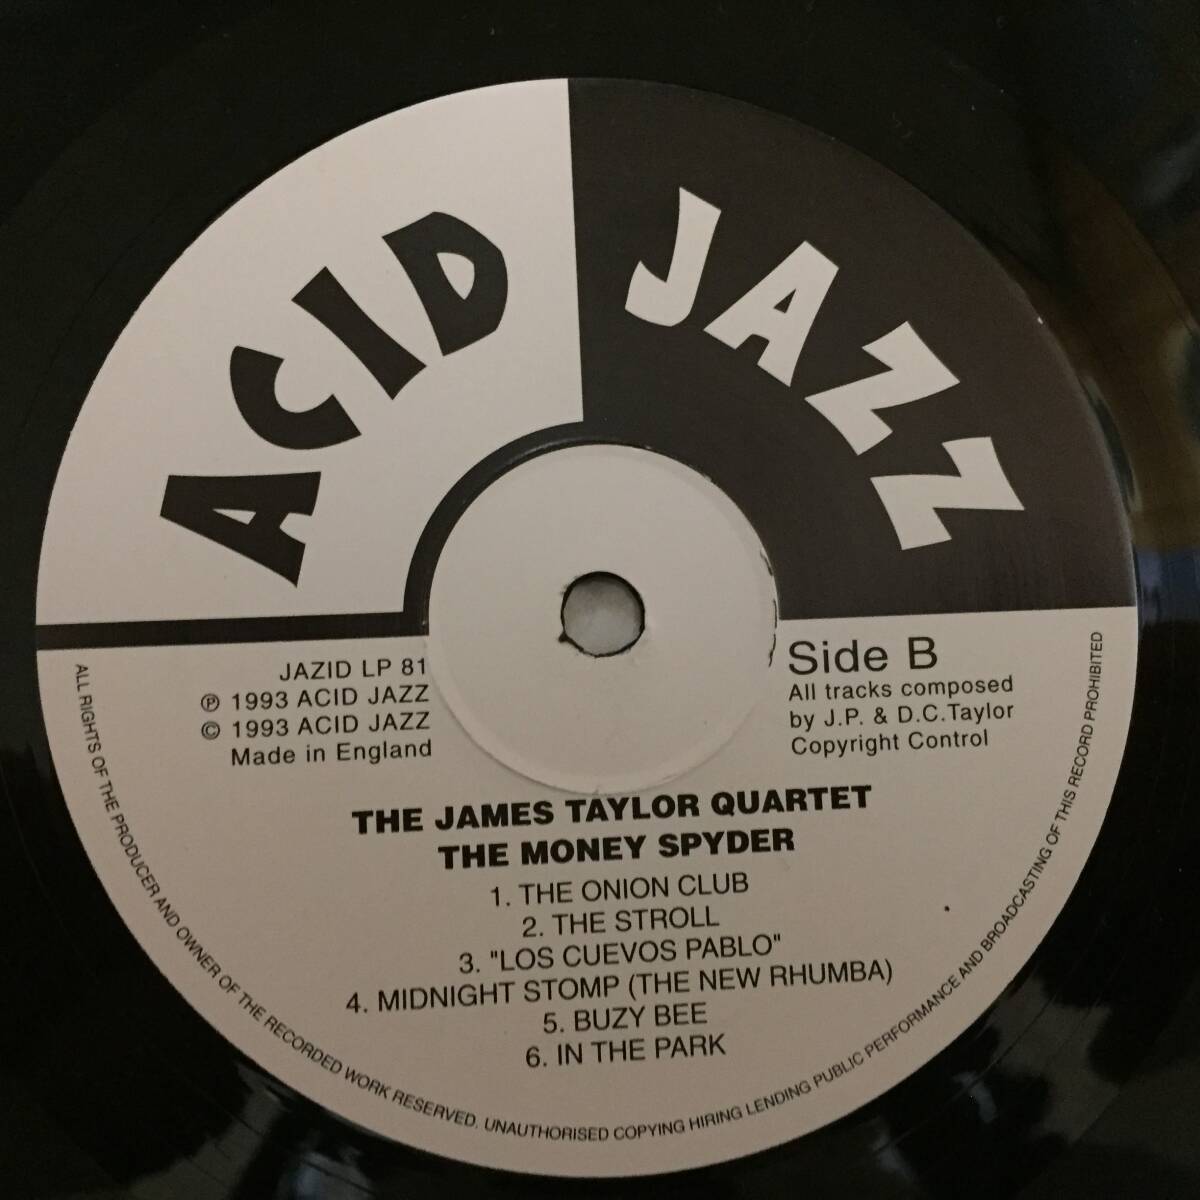 ACID JAZZ
JAZID LP 81
℗ 1993 ACID JAZZ
© 1993 ACID JAZZ
Made in England
Side B
All tracks composed
by J.P. & D.C.Taylor
Copyright Control
THE JAMES TAYLOR QUARTET
THE MONEY SPYDER
1. THE ONION CLUB
2. THE STROLL
3. "LOS CUEVOS PABLO"
4. MIDNIGHT STOMP (THE NEW RHUMBA)
5. BUZY BEE
6. IN THE PARK
ALL RIGHTS OF THE PRODUCER AND OWNER OF THE RECORDED WORK RESERVED. UNAUTHORISED COPYING HIRING LENDING PUBLIC PERFORMANCE AND BROADCASTING OF THIS RECORD PROHIBITED